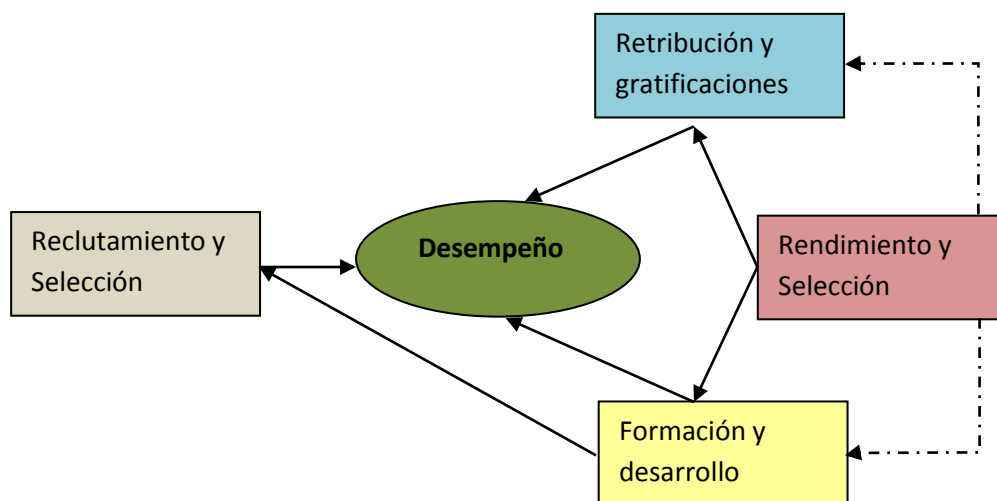 Retribución y
gratificaciones
Reclutamiento y
Selección
Desempeño
Rendimiento y
Selección
Formación y
desarrollo